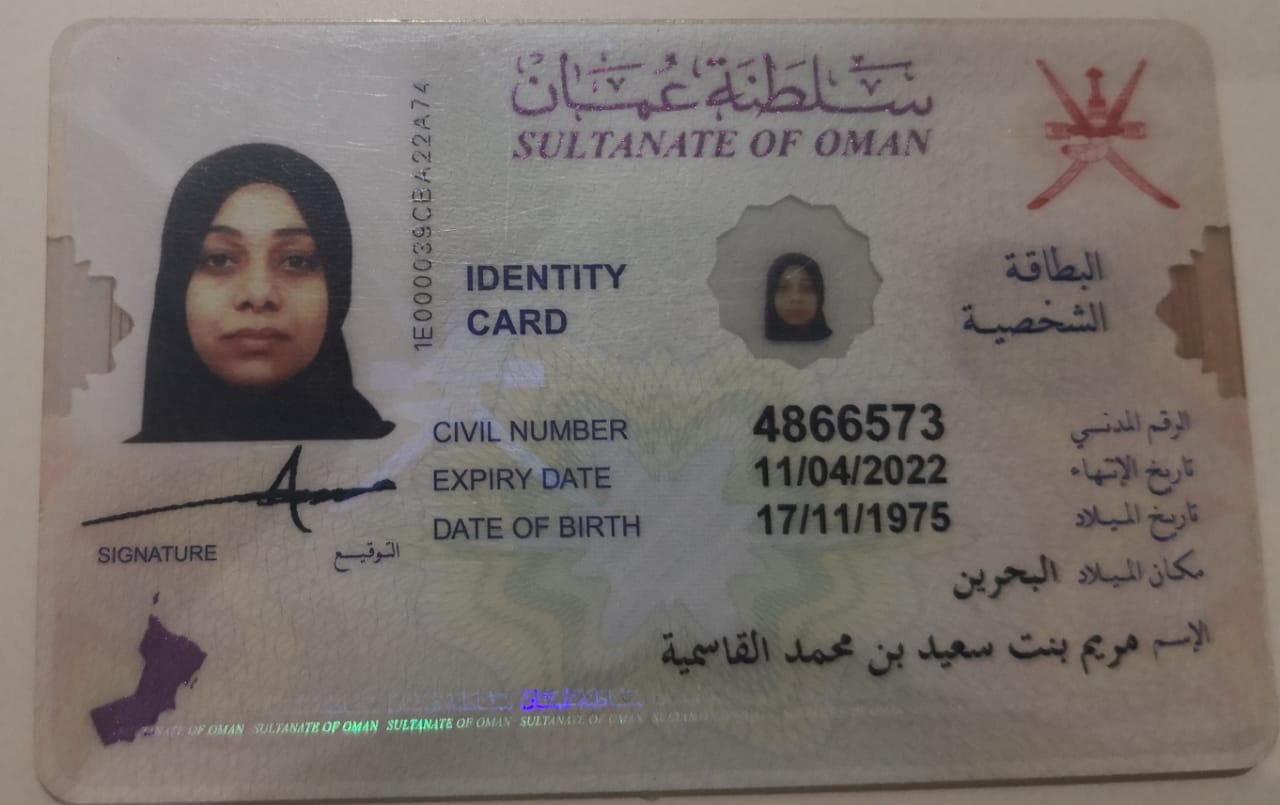 سلطنة عمان
SULTANATE OF OMAN
1E000039CBA22A74
IDENTITY
CARD
البطاقة
الشخصية
CIVIL NUMBER 4866573 الرقم المدني
EXPIRY DATE 11/04/2022 تاريخ الإنتهاء
DATE OF BIRTH 17/11/1975 تاريخ الميلاد
SIGNATURE التوقيع
مكان الميلاد البحرين
الإسم مريم بنت سعيد بن محمد القاسمية
سلطنة عمان
SULTANATE OF OMAN SULTANATE OF OMAN SULTANATE OF OMAN